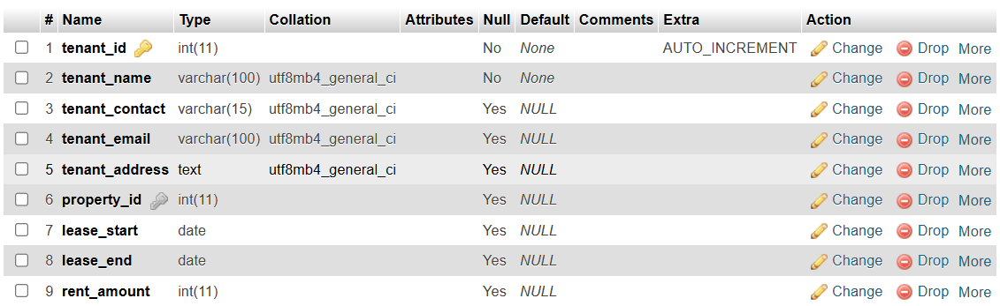 # Name Type Collation Attributes Null Default Comments Extra Action
1 tenant_id int(11) No None AUTO_INCREMENT Change Drop More
2 tenant_name varchar(100) utf8mb4_general_ci No None Change Drop More
3 tenant_contact varchar(15) utf8mb4_general_ci Yes NULL Change Drop More
4 tenant_email varchar(100) utf8mb4_general_ci Yes NULL Change Drop More
5 tenant_address text utf8mb4_general_ci Yes NULL Change Drop More
6 property_id int(11) Yes NULL Change Drop More
7 lease_start date Yes NULL Change Drop More
8 lease_end date Yes NULL Change Drop More
9 rent_amount int(11) Yes NULL Change Drop More